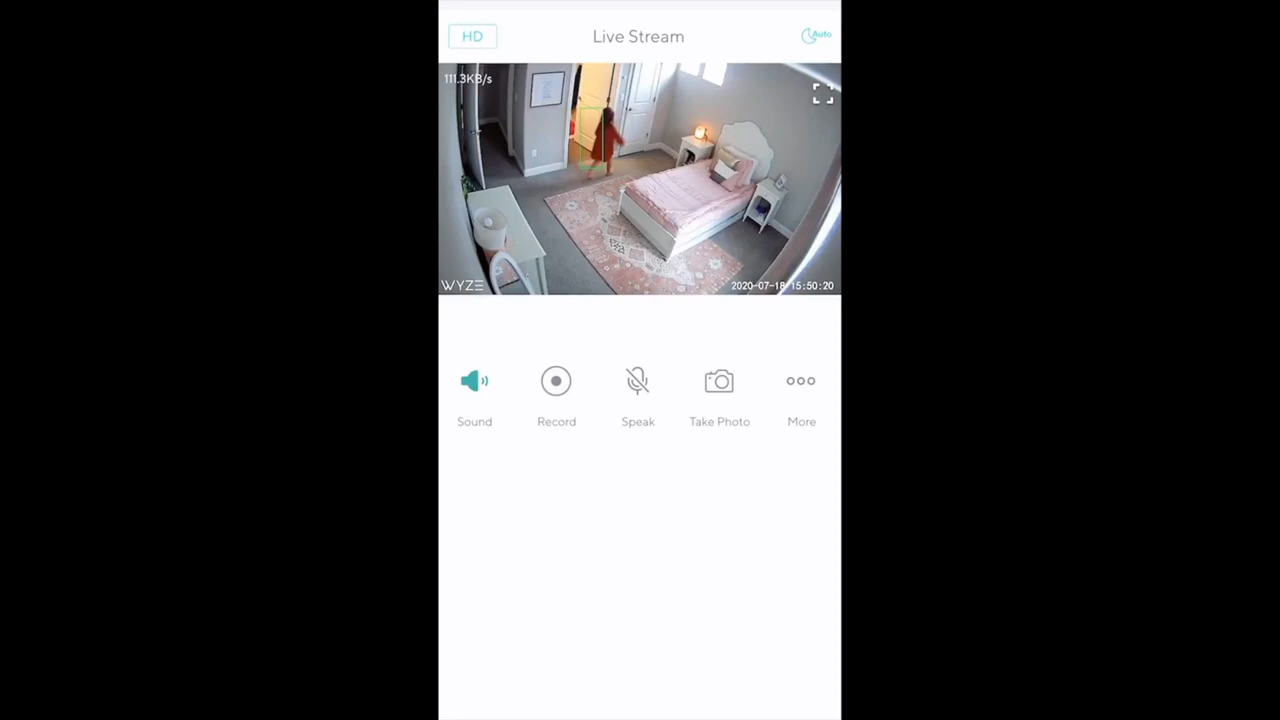 HD
Live Stream
Auto
111.3KB/s
WYZE
2020-07-18 15:50:20
Sound
Record
Speak
Take Photo
More